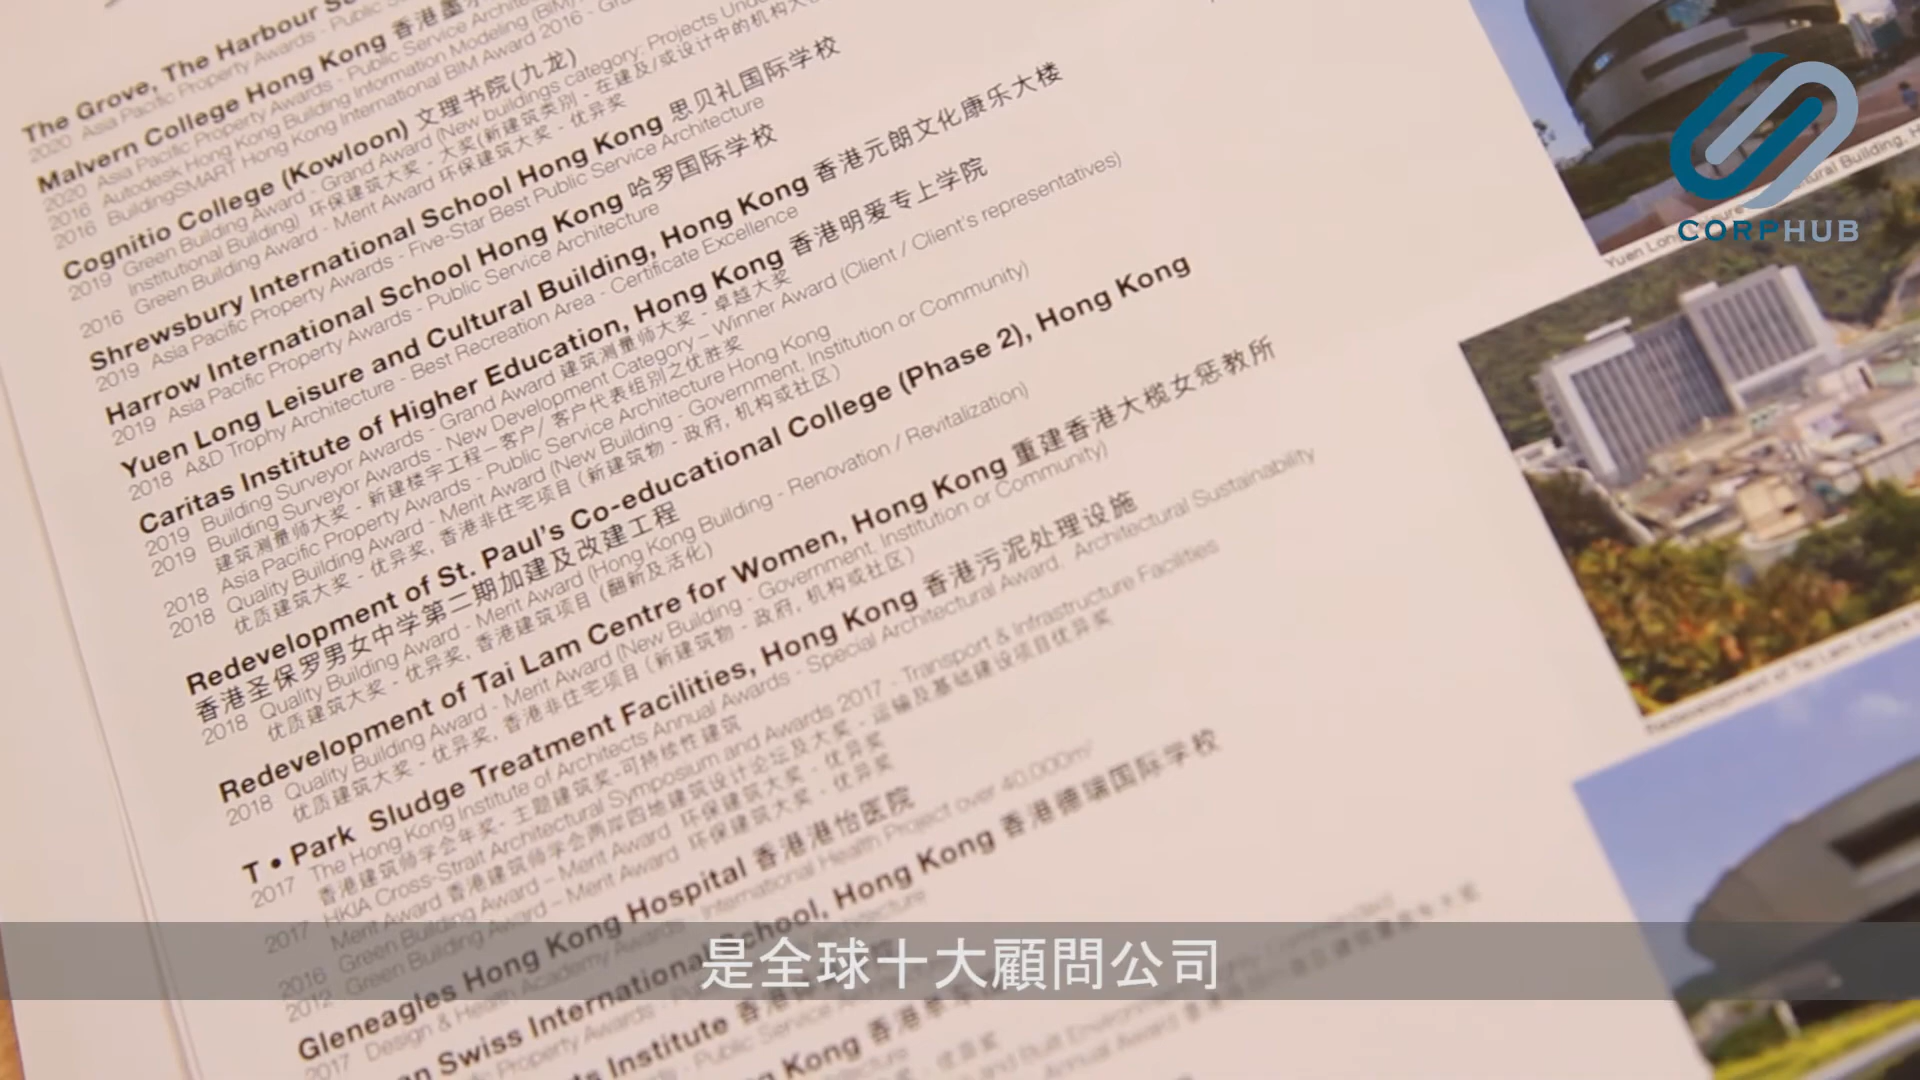 The Grove, The Harbour
2020 Asia Pacific Property Awards - Public
Malvern College Hong Kong 香港墨
2020 Asia Pacific Property Awards - Public Service
2016 Autodesk Hong Kong Building Information Modeling (BIM)
2016 BuildingSMART Hong Kong International BIM Award 2016
Cognitio College (Kowloon) 文理书院(九龙)
2019 Green Building Award - Grand Award (New buildings category: Projects
Institutional Building) 环保建筑大奖 - 大奖(新建筑类别 - 在建及/或设计中的机构
2016 Green Building Award - Merit Award 环保建筑大奖 - 优异奖
Shrewsbury International School Hong Kong 思贝礼国际学校
2019 Asia Pacific Property Awards - Five-Star Best Public Service Architecture
Harrow International School Hong Kong 哈罗国际学校
2019 Asia Pacific Property Awards - Public Service Architecture
Yuen Long Leisure and Cultural Building, Hong Kong 香港元朗文化康乐大楼
2018 A&D Trophy Architecture - Best Recreation Area - Certificate Excellence
Caritas Institute of Higher Education, Hong Kong 香港明爱专上学院
2019 Building Surveyor Awards - Grand Award 建筑测量师大奖 - 卓越大奖
2019 Building Surveyor Awards - New Development Category – Winner Award (Client / Client's representatives)
建筑测量师大奖 - 新建楼宇工程－客户/ 客户代表组别之优胜奖
2018 Asia Pacific Property Awards - Public Service Architecture Hong Kong
2018 Quality Building Award - Merit Award (New Building - Government, Institution or Community)
优质建筑大奖 - 优异奖, 香港非住宅项目 (新建筑物 - 政府, 机构或社区)
Redevelopment of St. Paul's Co-educational College (Phase 2), Hong Kong
香港圣保罗男女中学第二期加建及改建工程
2018 Quality Building Award - Merit Award (Hong Kong Building - Renovation / Revitalization)
优质建筑大奖 - 优异奖, 香港建筑项目 (翻新及活化)
Redevelopment of Tai Lam Centre for Women, Hong Kong 重建香港大榄女惩教所
2018 Quality Building Award - Merit Award (New Building - Government, Institution or Community)
优质建筑大奖 - 优异奖, 香港非住宅项目 (新建筑物 - 政府, 机构或社区)
T • Park Sludge Treatment Facilities, Hong Kong 香港污泥处理设施
2017 The Hong Kong Institute of Architects Annual Awards - Special Architectural Award, Architectural Sustainability
香港建筑师学会年奖- 主题建筑奖-可持续性建筑
2017 HKIA Cross-Strait Architectural Symposium and Awards 2017 - Transport & Infrastructure Facilities
Merit Award 香港建筑师学会两岸四地建筑设计论坛及大奖 - 运输及基础建设项目优异奖
2016 Green Building Award – Merit Award 环保建筑大奖 - 优异奖
2012 Green Building Award – Merit Award 环保建筑大奖 - 优异奖
Gleneagles Hong Kong Hospital 香港港怡医院
2017 Design & Health Academy Awards - International Health Project over 40,000m²
Swiss International School, Hong Kong 香港德瑞国际学校
Property Awards
Institute 香港
Kong 香港
CORPHUB
Yuen Long
是全球十大顧問公司